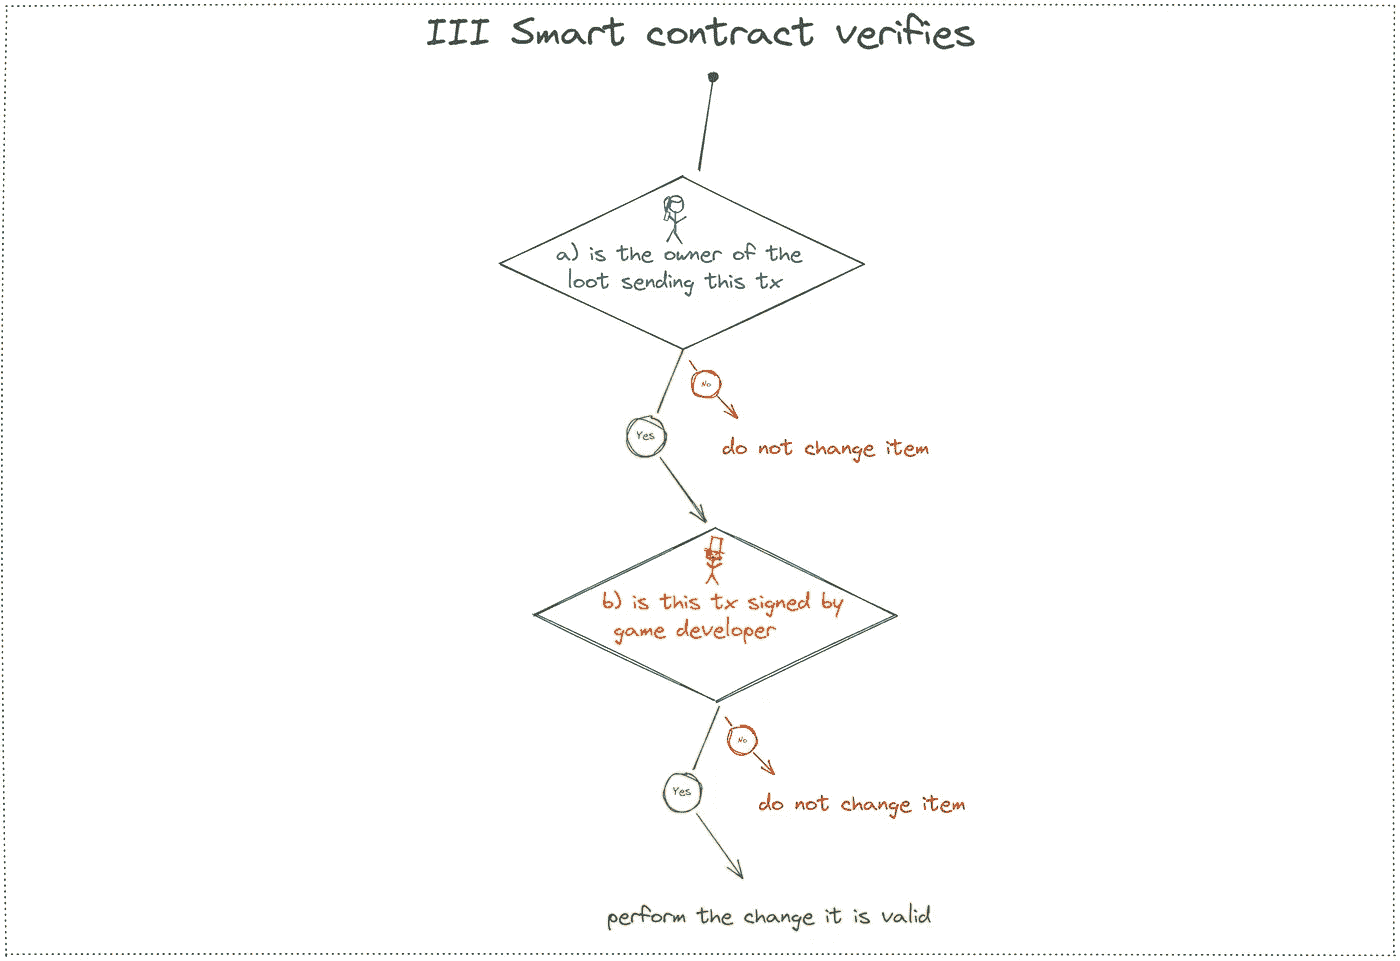 III Smart contract verifies
a) is the owner of the
loot sending this tx
No
Yes
do not change item
b) is this tx signed by
game developer
No
Yes
do not change item
perform the change it is valid